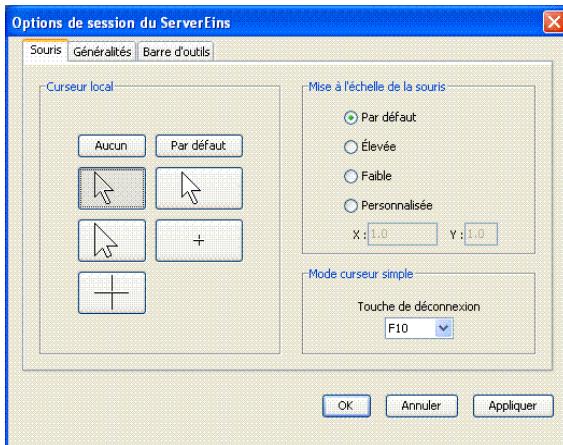 Options de session du ServerEins
Souris Généralités Barre d'outils
Curseur local
Aucun Par défaut
Mise à l'échelle de la souris
Par défaut
Élevée
Faible
Personnalisée
X : 1.0 Y : 1.0
Mode curseur simple
Touche de déconnexion
F10
OK Annuler Appliquer